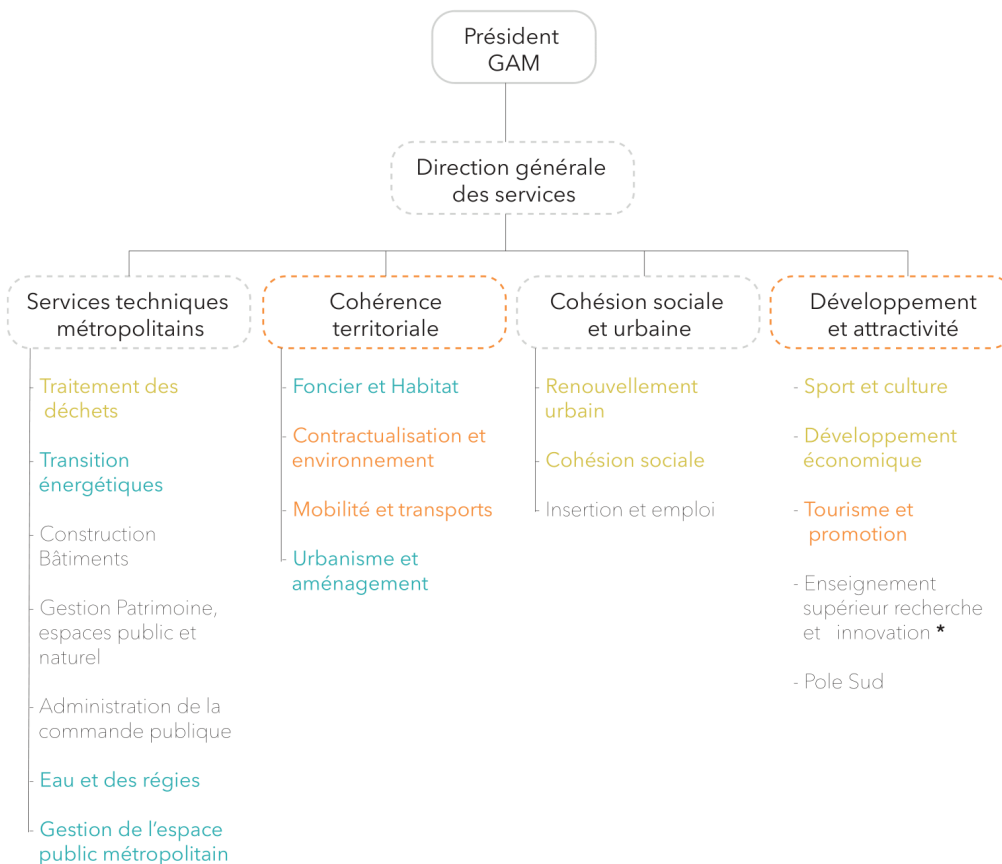 Président
GAM
Direction générale
des services
Services techniques
métropolitains
- Traitement des
déchets
- Transition
énergétiques
- Construction
Bâtiments
- Gestion Patrimoine,
espaces public et
naturel
- Administration de la
commande publique
- Eau et des régies
- Gestion de l'espace
public métropolitain
Cohérence
territoriale
- Foncier et Habitat
- Contractualisation et
environnement
- Mobilité et transports
- Urbanisme et
aménagement
Cohésion sociale
et urbaine
- Renouvellement
urbain
- Cohésion sociale
- Insertion et emploi
Développement
et attractivité
- Sport et culture
- Développement
économique
- Tourisme et
promotion
- Enseignement
supérieur recherche
et innovation *
- Pole Sud